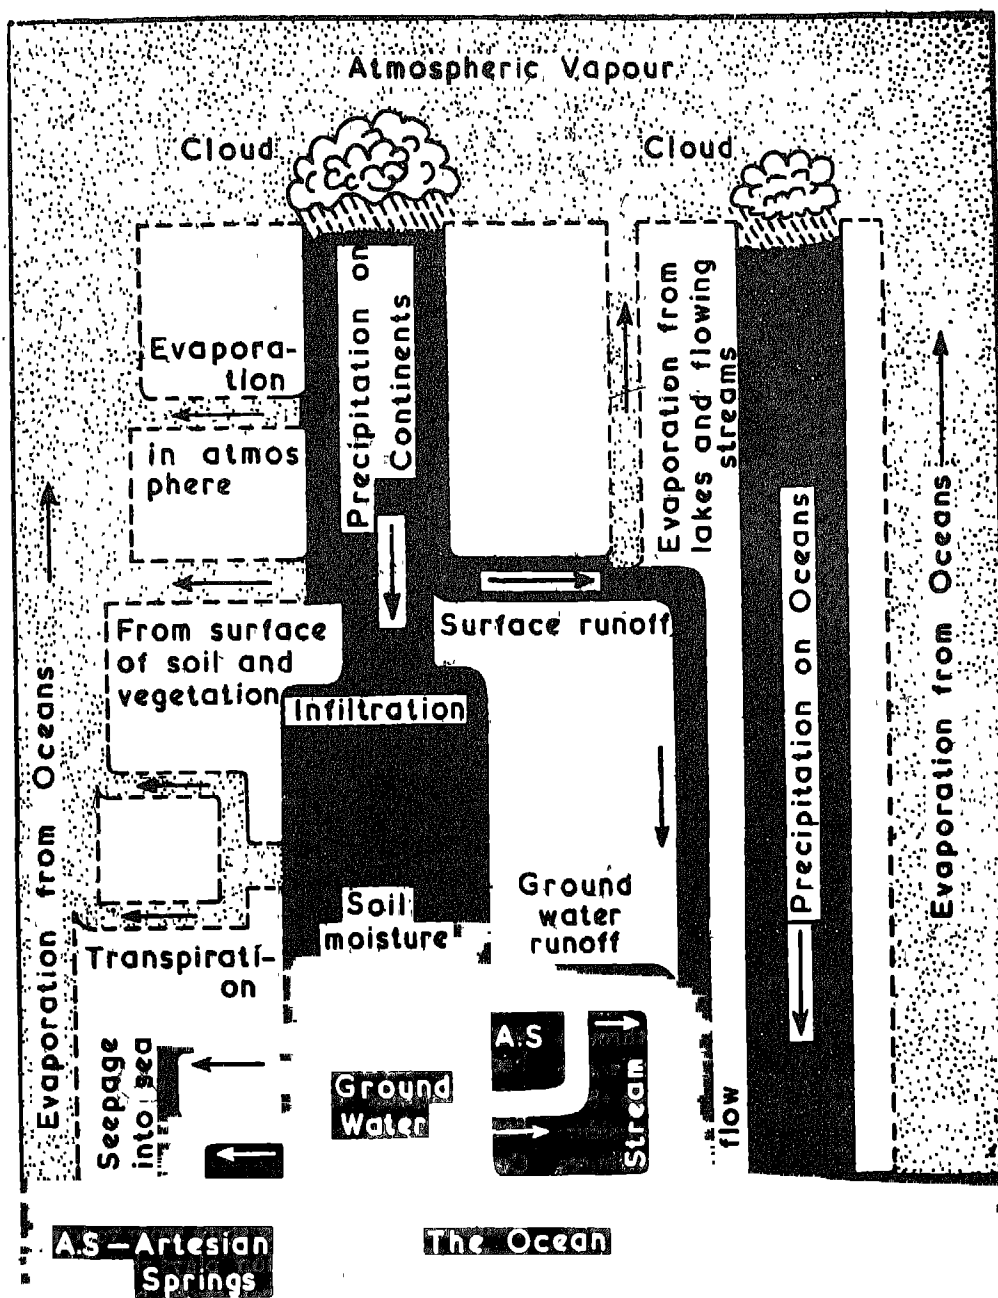 Atmospheric Vapour
Cloud
Cloud
Evapora-
tion
in atmos
phere
Precipitation on
Continents
Evaporation from
lakes and flowing
streams
Precipitation on Oceans
Evaporation from Oceans
Evaporation from Oceans
From surface
of soil and
vegetation
Surface runoff
Infiltration
Soil
moisture
Ground
water
runoff
Transpirati-
on
Seepage
into sea
Ground
Water
A.S
Stream
flow
A.S — Artesian
Springs
The Ocean